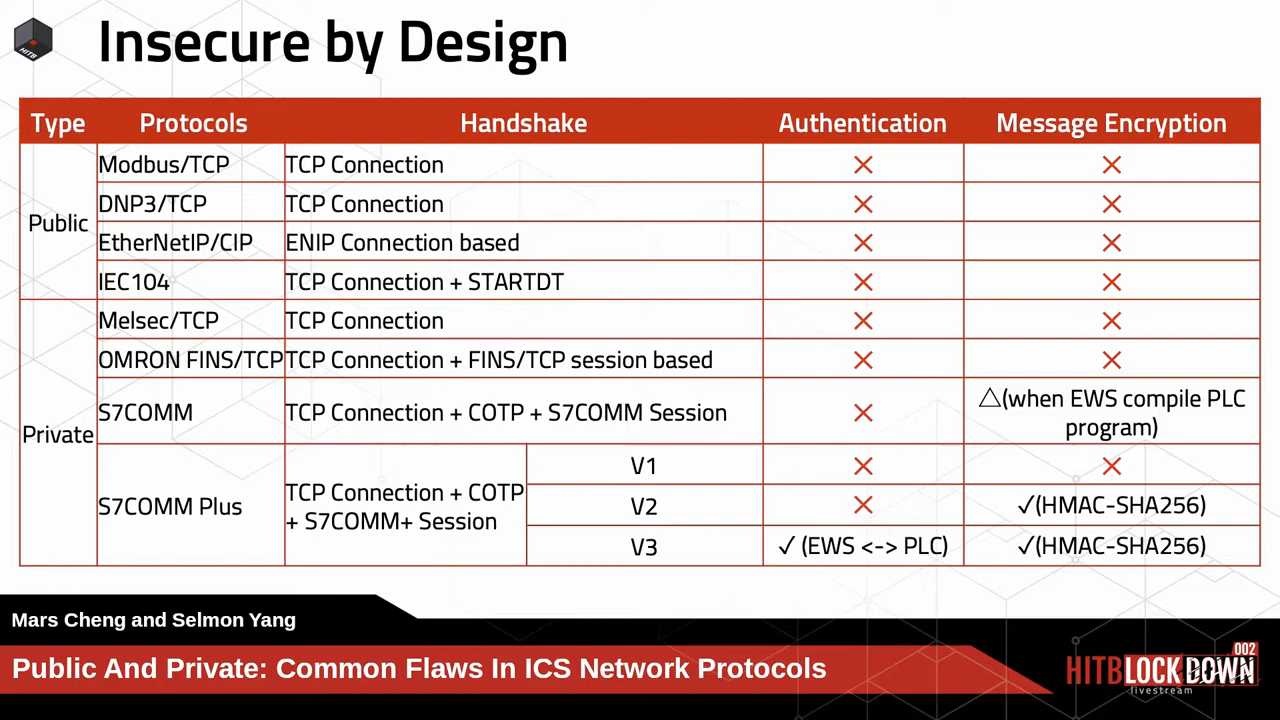 HITB
Insecure by Design
Type Protocols Handshake Authentication Message Encryption
Public
Modbus/TCP TCP Connection ✕ ✕
DNP3/TCP TCP Connection ✕ ✕
EtherNetIP/CIP ENIP Connection based ✕ ✕
IEC104 TCP Connection + STARTDT ✕ ✕
Private
Melsec/TCP TCP Connection ✕ ✕
OMRON FINS/TCP TCP Connection + FINS/TCP session based ✕ ✕
S7COMM TCP Connection + COTP + S7COMM Session ✕ △(when EWS compile PLC
program)
S7COMM Plus TCP Connection + COTP
+ S7COMM+ Session
V1 ✕ ✕
V2 ✕ ✓(HMAC-SHA256)
V3 ✓ (EWS <-> PLC) ✓(HMAC-SHA256)
Mars Cheng and Selmon Yang
Public And Private: Common Flaws In ICS Network Protocols
002
HITBLOCKDOWN
livestream